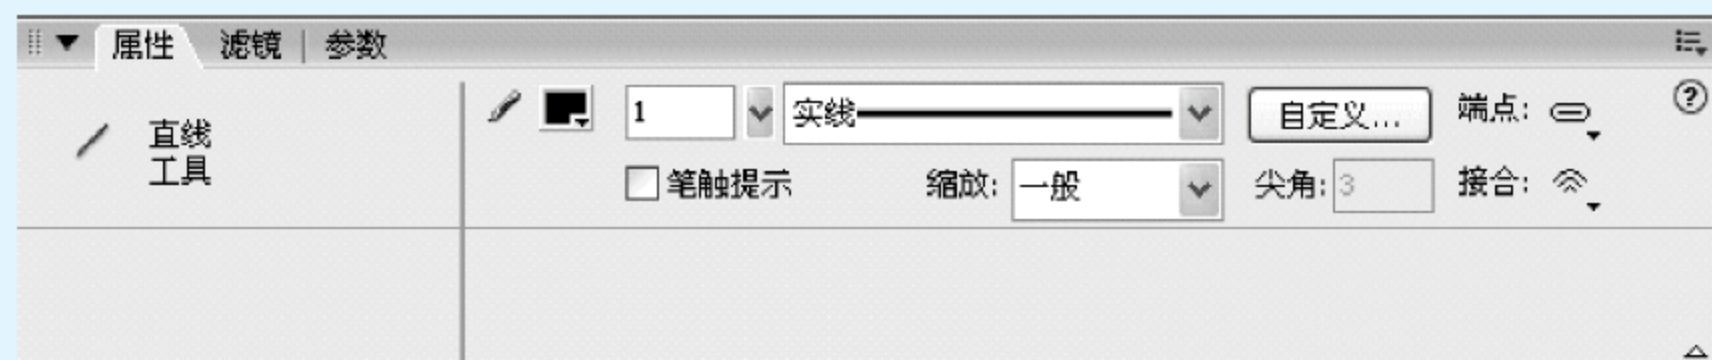 属性 滤镜 参数
直线
工具
1 实线 自定义... 端点:
笔触提示 缩放: 一般 尖角: 3 接合: